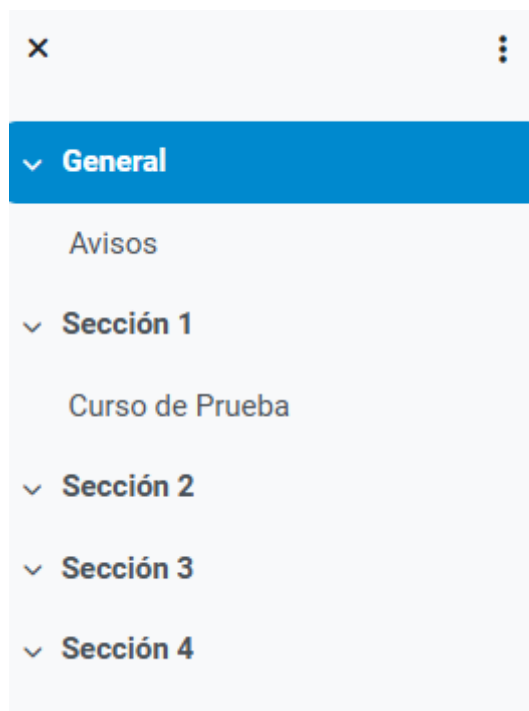 General
Avisos
Sección 1
Curso de Prueba
Sección 2
Sección 3
Sección 4